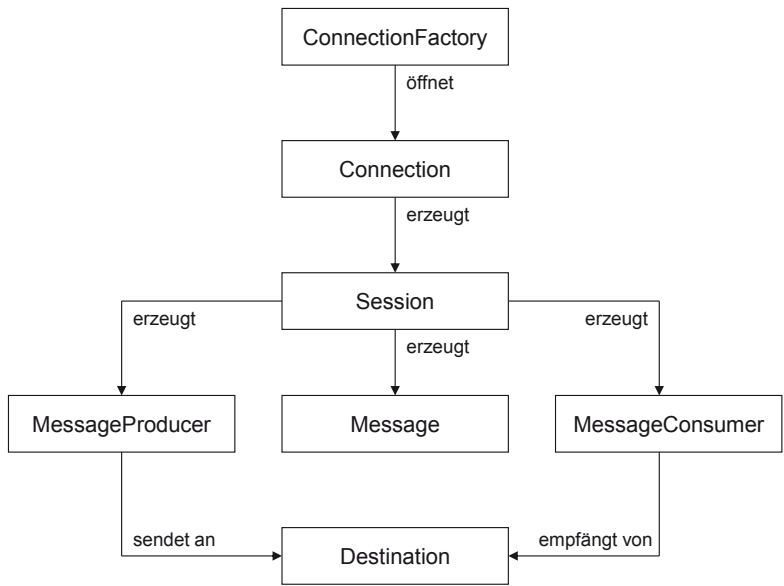 ConnectionFactory
öffnet
Connection
erzeugt
Session
erzeugt
erzeugt
erzeugt
MessageProducer
Message
MessageConsumer
sendet an
Destination
empfängt von